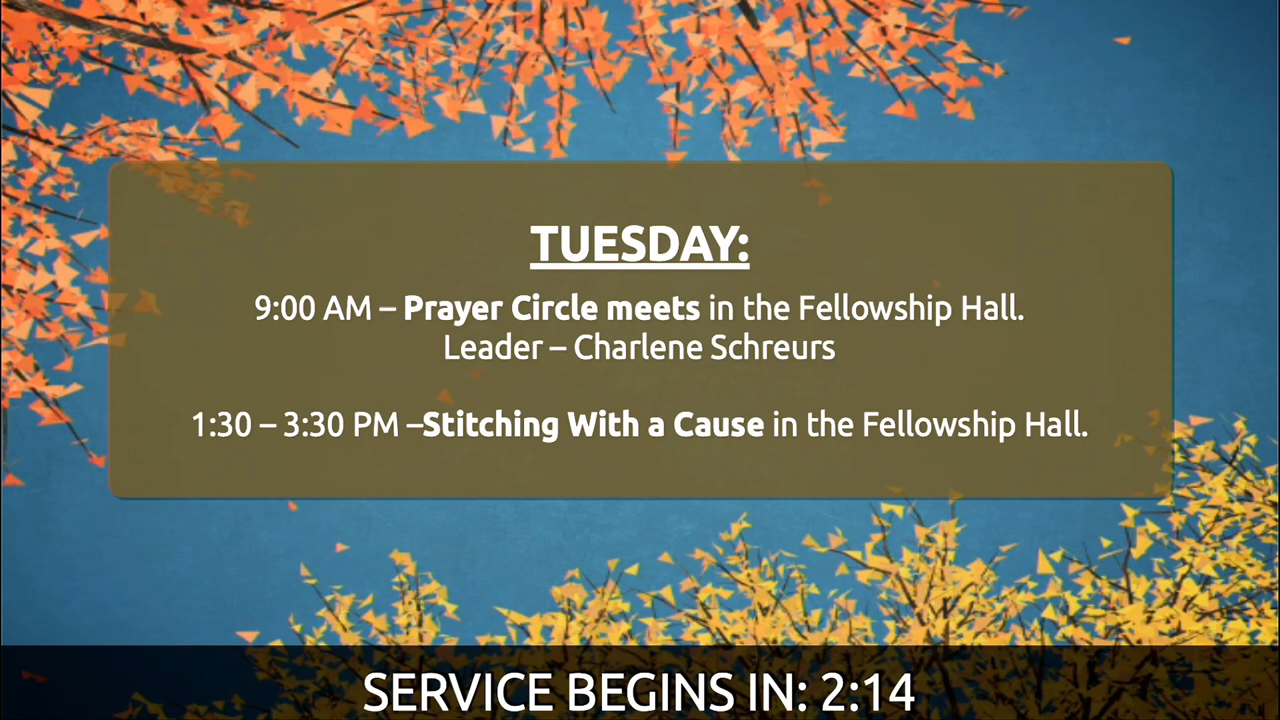 TUESDAY:
9:00 AM – Prayer Circle meets in the Fellowship Hall.
Leader – Charlene Schreurs
1:30 – 3:30 PM –Stitching With a Cause in the Fellowship Hall.
SERVICE BEGINS IN: 2:14